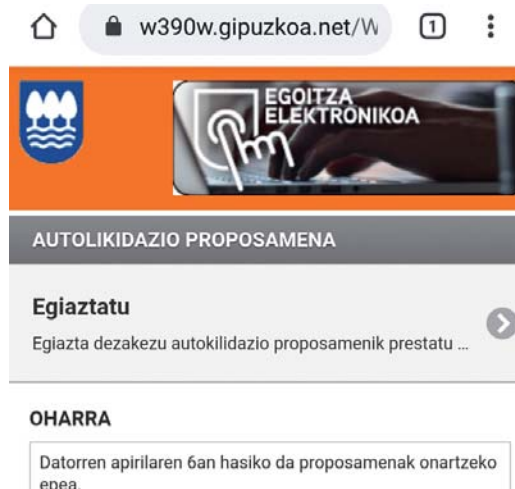 w390w.gipuzkoa.net/W
1
EGOITZA
ELEKTRONIKOA
AUTOLIKIDAZIO PROPOSAMENA
Egiaztatu
Egiazta dezakezu autokilidazio proposamenik prestatu ...
OHARRA
Datorren apirilaren 6an hasiko da proposamenak onartzeko
epea.